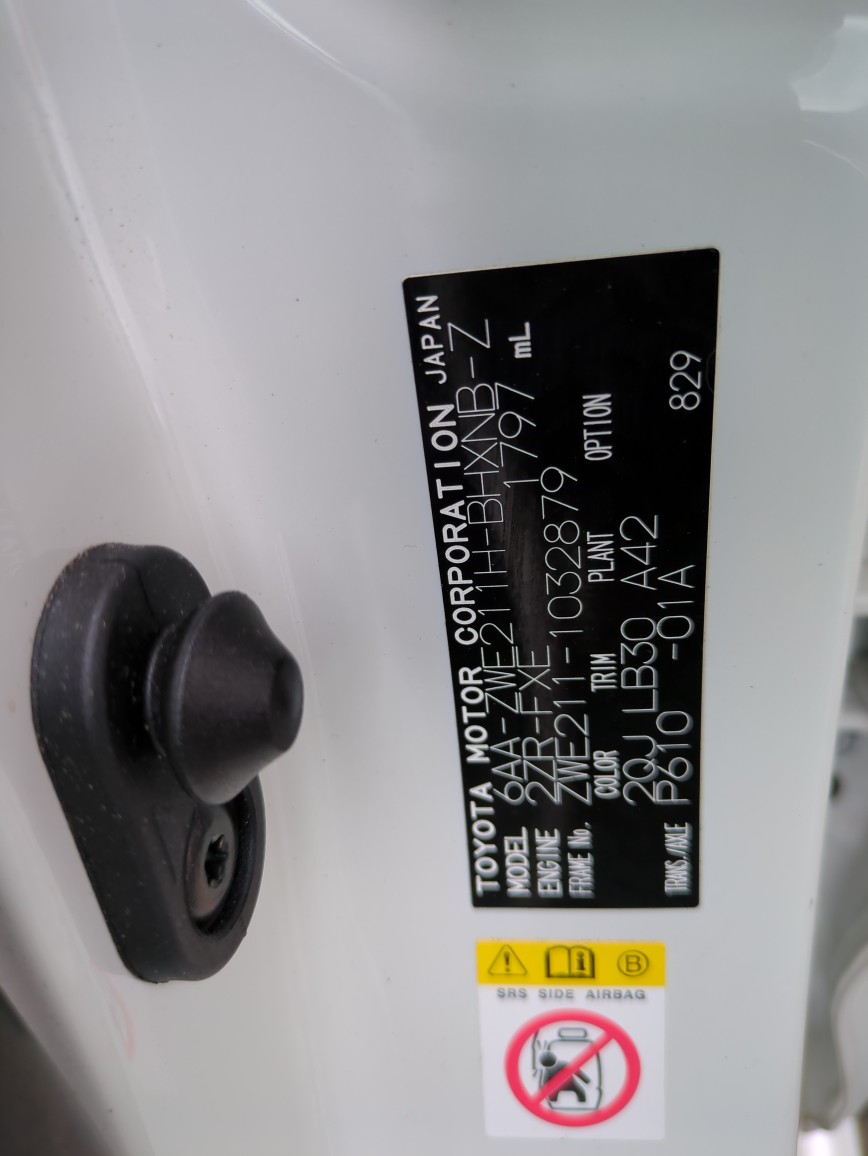 TOYOTA MOTOR CORPORATION JAPAN
MODEL 6AA-ZWE211H-BHXNB-Z
ENGINE 2ZR-FXE 1797 mL
FRAME No. ZWE211-1032879
COLOR TRIM PLANT OPTION
2QJ LB30 A42
TRANS./AXLE P610 -01A 829
B
SRS SIDE AIRBAG